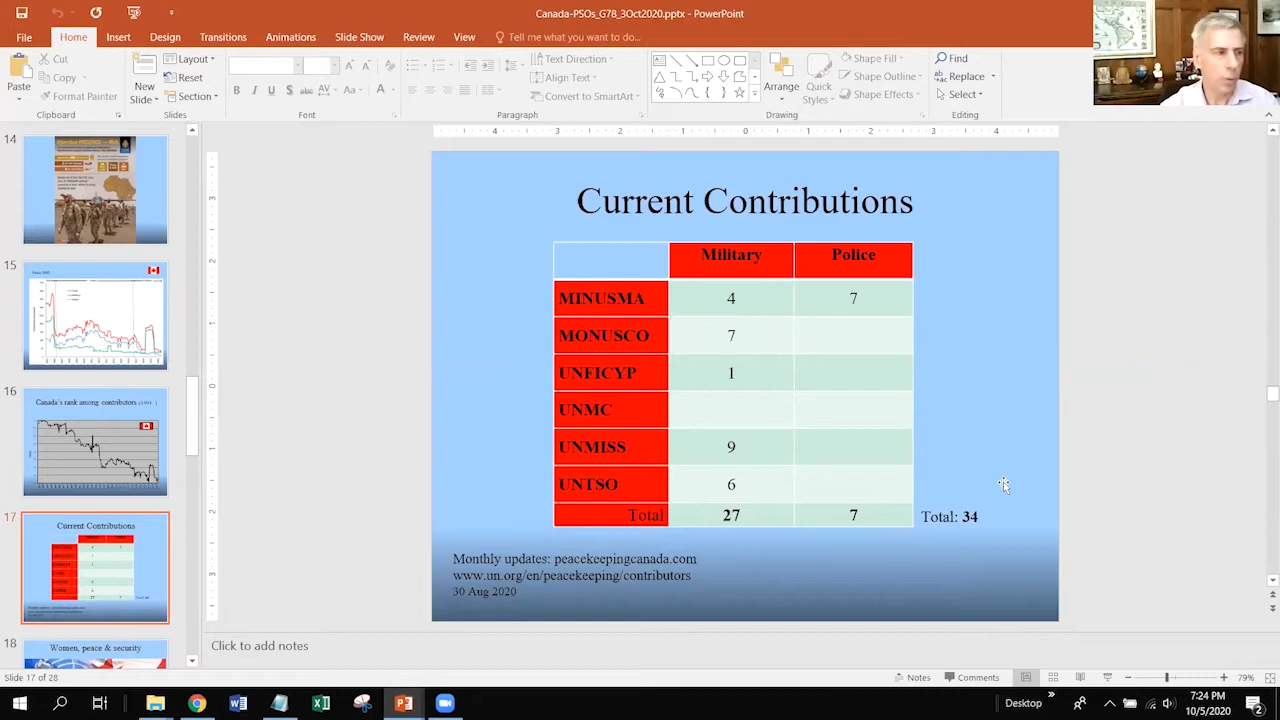 Canada-PSOs_G78_3Oct2020.pptx - PowerPoint
File Home Insert Design Transitions Animations Slide Show Review View Tell me what you want to do...
Paste Cut Copy Format Painter
Clipboard
New Slide Layout Reset Section
Slides
Font
Text Direction
Align Text
Convert to SmartArt
Paragraph
Arrange Quick Styles
Shape Fill
Shape Outline
Shape Effects
Drawing
Find
Replace
Select
Editing
14
15
16
Canada's rank among contributors (1991
17
Current Contributions
18
Women, peace & security
Current Contributions
Military Police
MINUSMA 4 7
MONUSCO 7
UNFICYP 1
UNMC
UNMISS 9
UNTSO 6
Total 27 7 Total: 34
Monthly updates: peacekeepingcanada.com
www.un.org/en/peacekeeping/contributors
30 Aug 2020
Click to add notes
Slide 17 of 28 Notes Comments 79%
Desktop 7:24 PM
10/5/2020